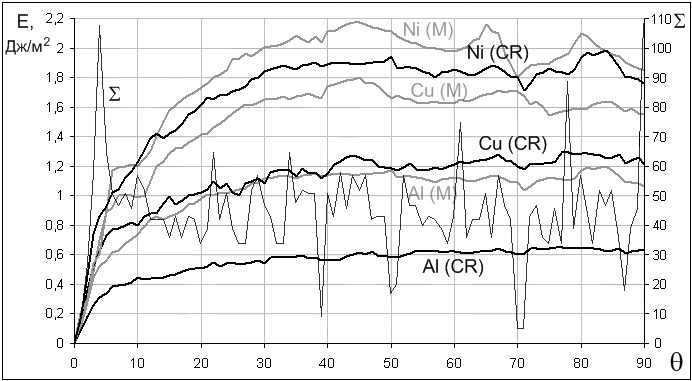 E,
Дж/м²
2,2
2
1,8
1,6
1,4
1,2
1
0,8
0,6
0,4
0,2
0
Σ
Ni (M)
Ni (CR)
Cu (M)
Cu (CR)
Al (M)
Al (CR)
110 Σ
100
90
80
70
60
50
40
30
20
10
0
0 10 20 30 40 50 60 70 80 90 θ